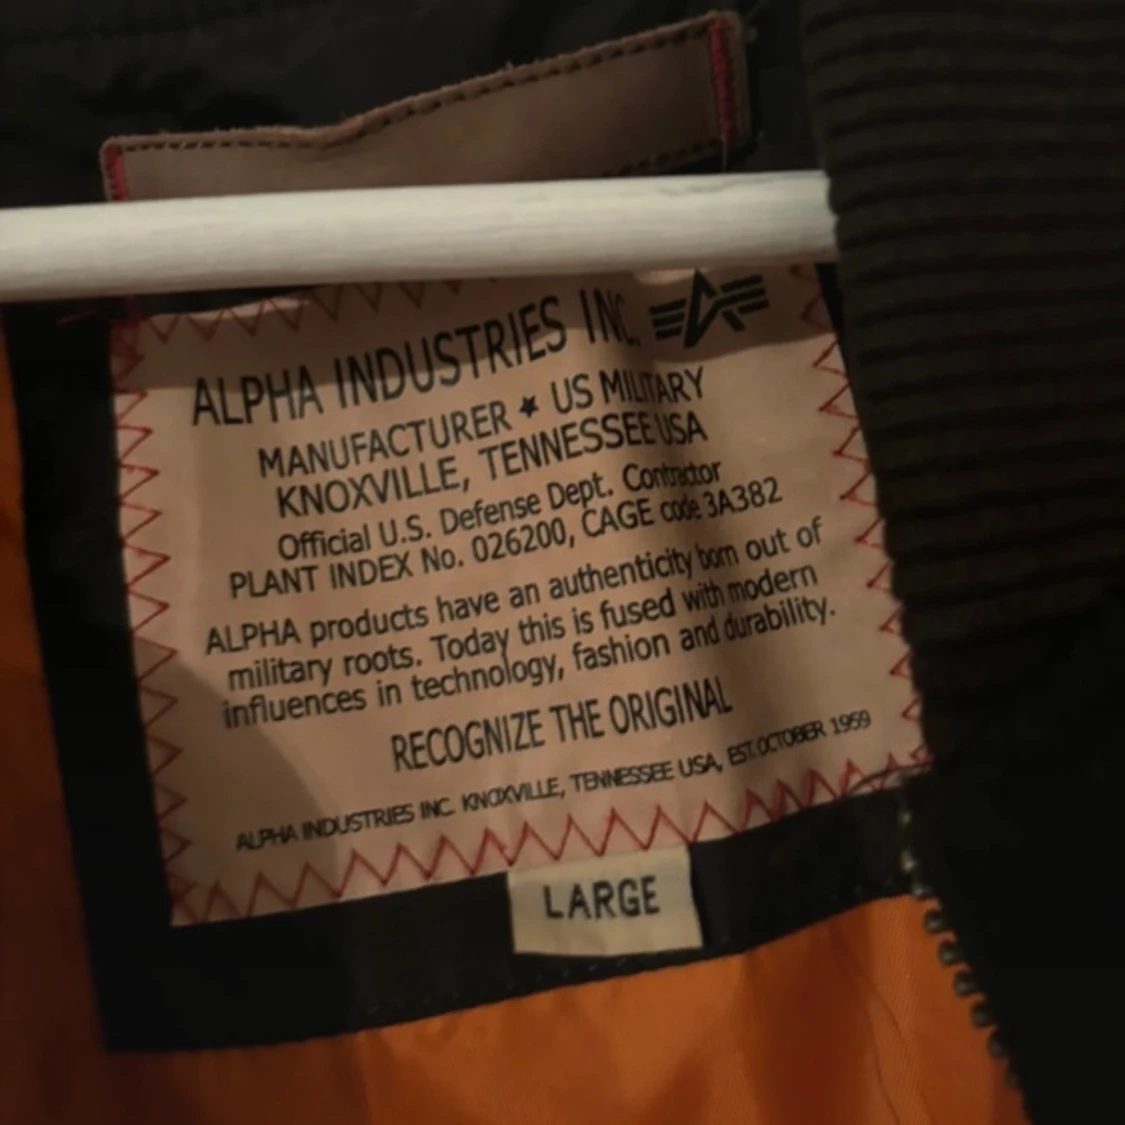 ALPHA INDUSTRIES INC.
MANUFACTURER ★ US MILITARY
KNOXVILLE, TENNESSEE USA
Official U.S. Defense Dept. Contractor
PLANT INDEX No. 026200, CAGE code 3A382
ALPHA products have an authenticity born out of
military roots. Today this is fused with modern
influences in technology, fashion and durability.
RECOGNIZE THE ORIGINAL
ALPHA INDUSTRIES INC. KNOXVILLE, TENNESSEE USA, EST. OCTOBER 1959
LARGE